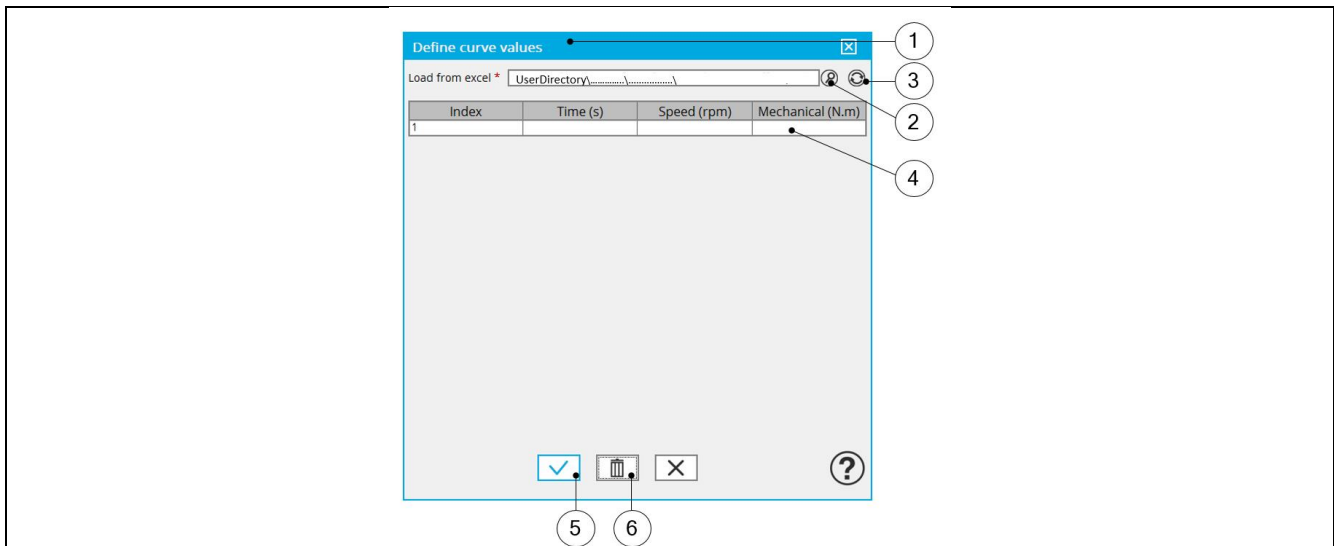 1
Define curve values
Load from excel * UserDirectory\.............\.................\
3
2
Index Time (s) Speed (rpm) Mechanical (N.m)
1
4
?
5 6